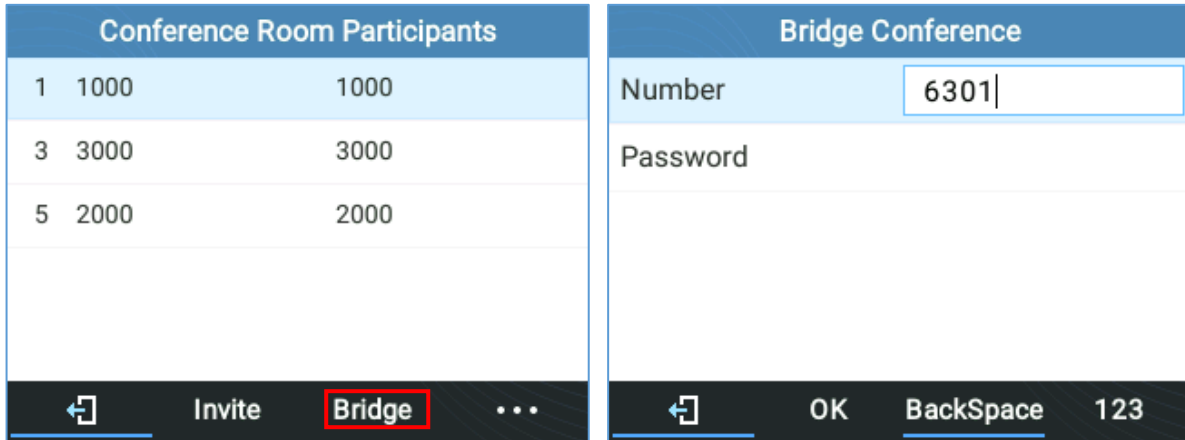 Conference Room Participants
1 1000 1000
3 3000 3000
5 2000 2000
Invite Bridge ...
Bridge Conference
Number 6301
Password
OK BackSpace 123